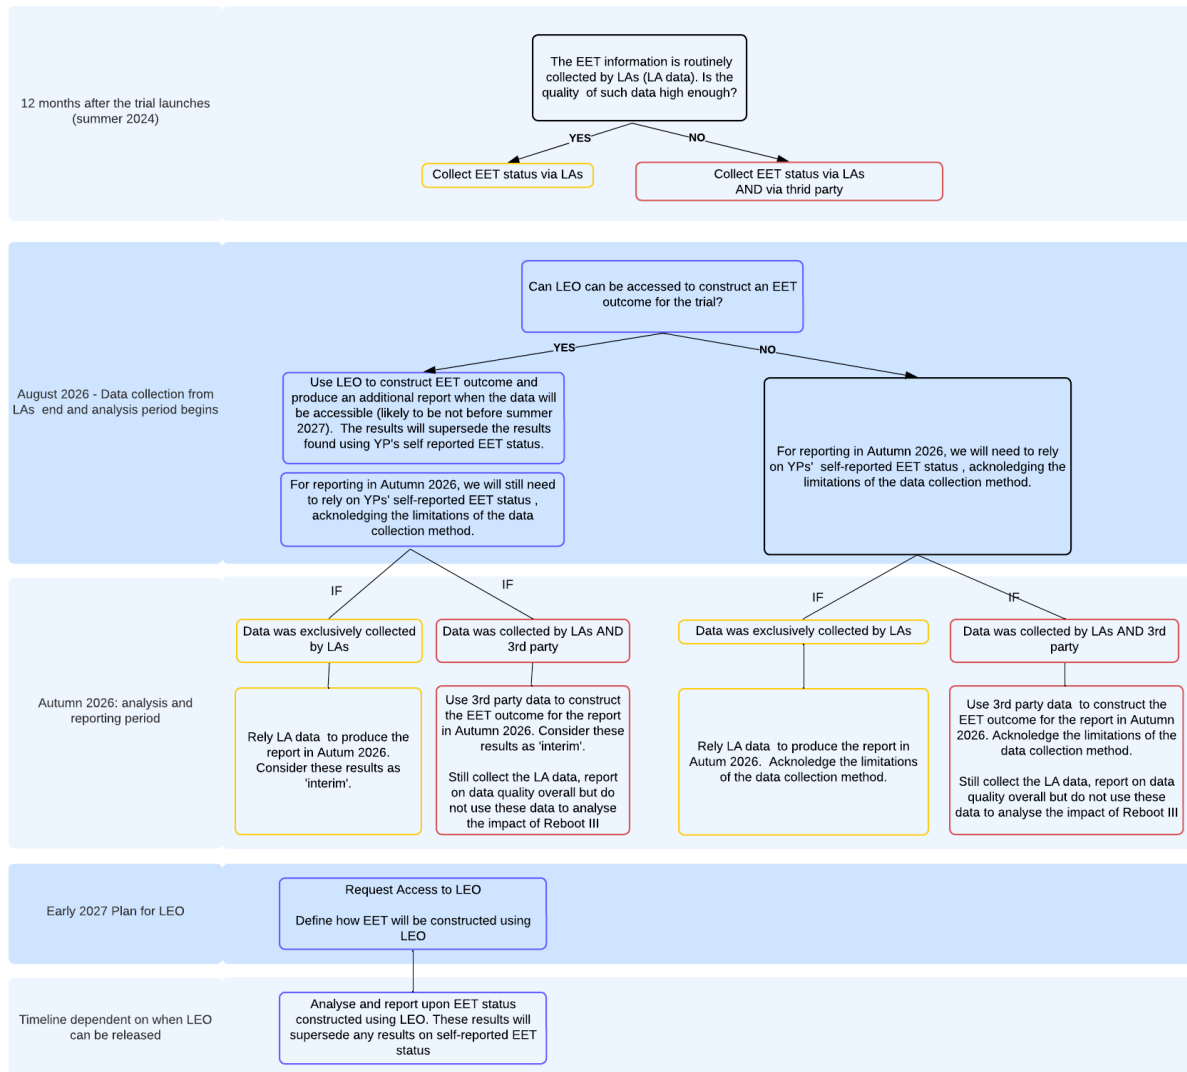 12 months after the trial launches
(summer 2024)
The EET information is routinely
collected by LAs (LA data). Is the
quality of such data high enough?
YES
NO
Collect EET status via LAs
Collect EET status via LAs
AND via thrid party
August 2026 - Data collection from
LAs end and analysis period begins
Can LEO can be accessed to construct an EET
outcome for the trial?
YES
NO
Use LEO to construct EET outcome and
produce an additional report when the data will
be accessible (likely to be not before summer
2027). The results will supersede the results
found using YP's self reported EET status.
For reporting in Autumn 2026, we will still need
to rely on YPs' self-reported EET status ,
acknoledging the limitations of the data
collection method.
For reporting in Autumn 2026, we will need to rely
on YPs' self-reported EET status , acknoledging the
limitations of the data collection method.
Autumn 2026: analysis and
reporting period
IF
IF
IF
IF
Data was exclusively collected
by LAs
Data was collected by LAs AND
3rd party
Data was exclusively collected by LAs
Data was collected by LAs AND 3rd
party
Rely LA data to produce the
report in Autum 2026.
Consider these results as
'interim'.
Use 3rd party data to construct
the EET outcome for the report
in Autumn 2026. Consider these
results as 'interim'.
Still collect the LA data, report
on data quality overall but do
not use these data to analyse
the impact of Reboot III
Rely LA data to produce the report in
Autum 2026. Acknoledge the limitations
of the data collection method.
Use 3rd party data to construct the
EET outcome for the report in Autumn
2026. Acknoledge the limitations of the
data collection method.
Still collect the LA data, report on data
quality overall but do not use these
data to analyse the impact of Reboot III
Early 2027 Plan for LEO
Request Access to LEO
Define how EET will be constructed using
LEO
Timeline dependent on when LEO
can be released
Analyse and report upon EET status
constructed using LEO. These results will
supersede any results on self-reported EET
status